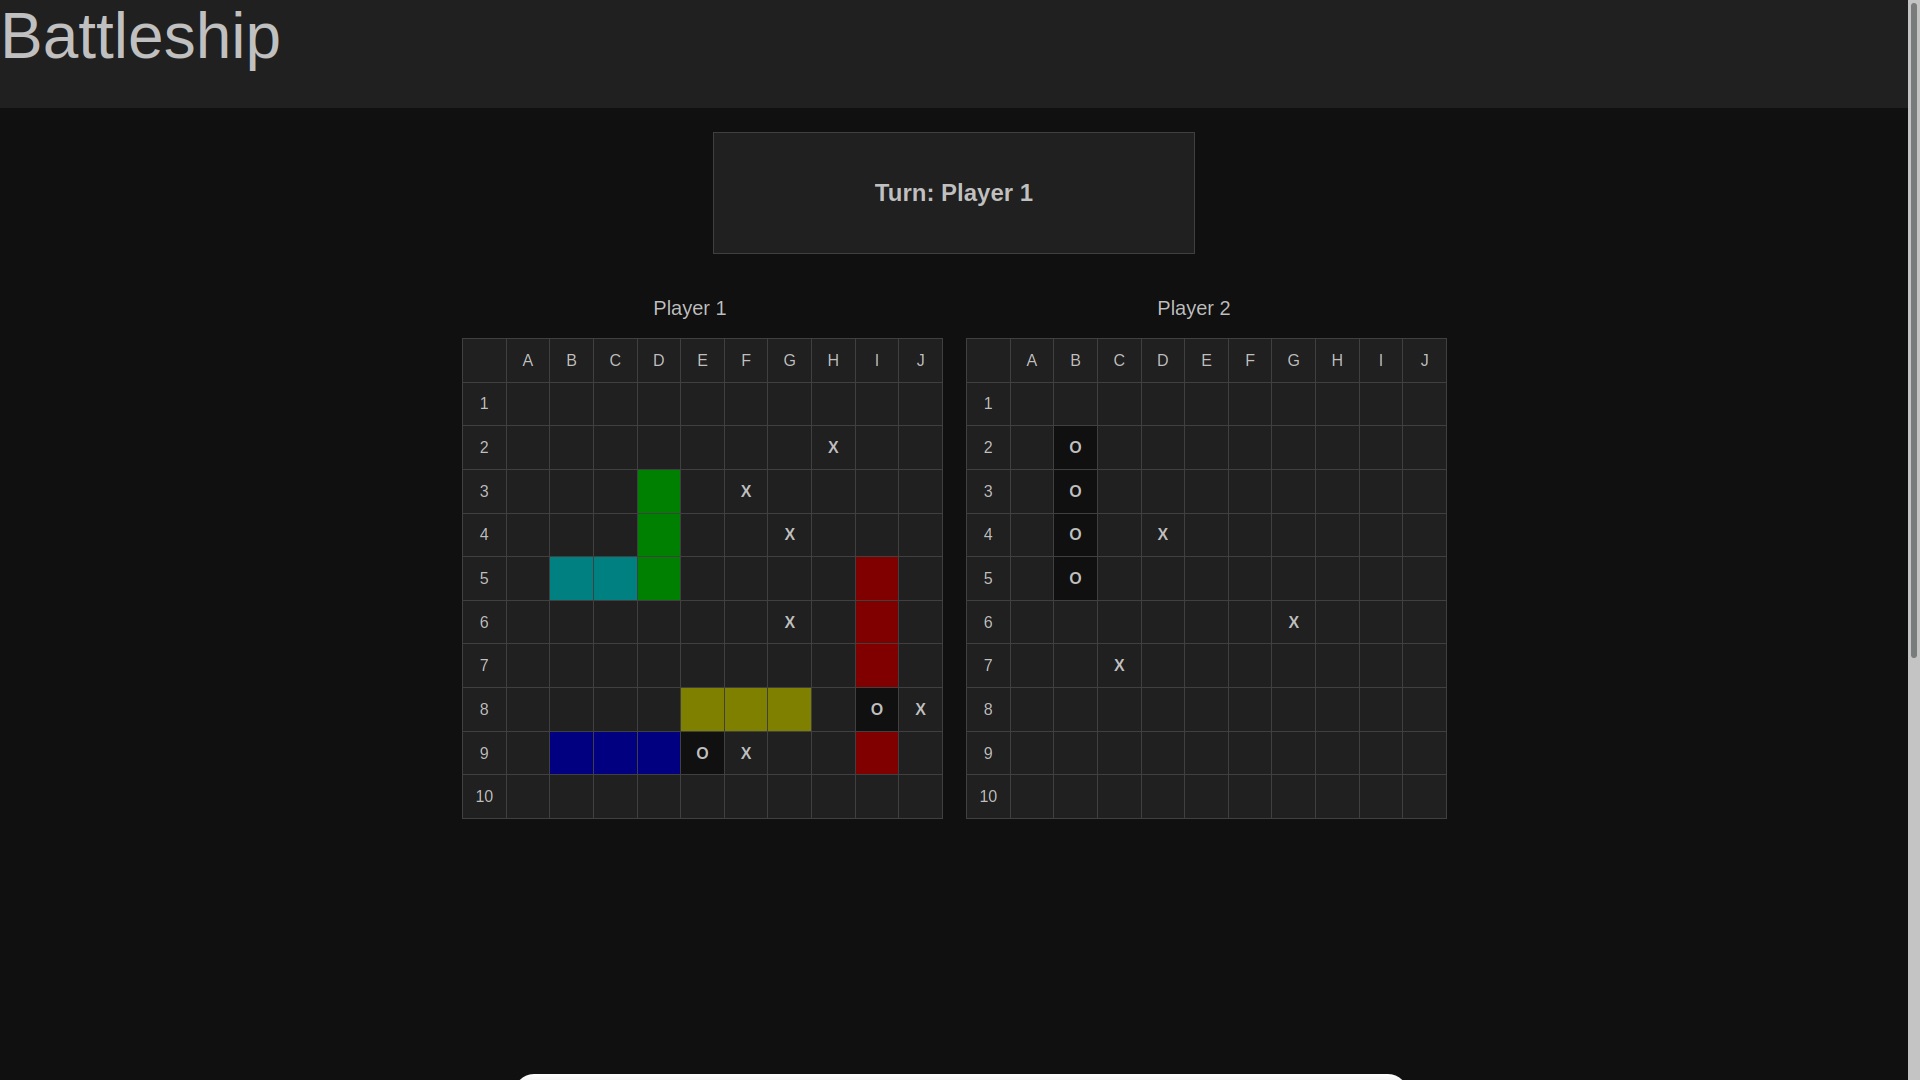 Battleship
Turn: Player 1
Player 1
A B C D E F G H I J
1
2 X
3 X
4 X
5
6 X
7
8 O X
9 O X
10
Player 2
A B C D E F G H I J
1
2 O
3 O
4 O X
5 O
6 X
7 X
8
9
10